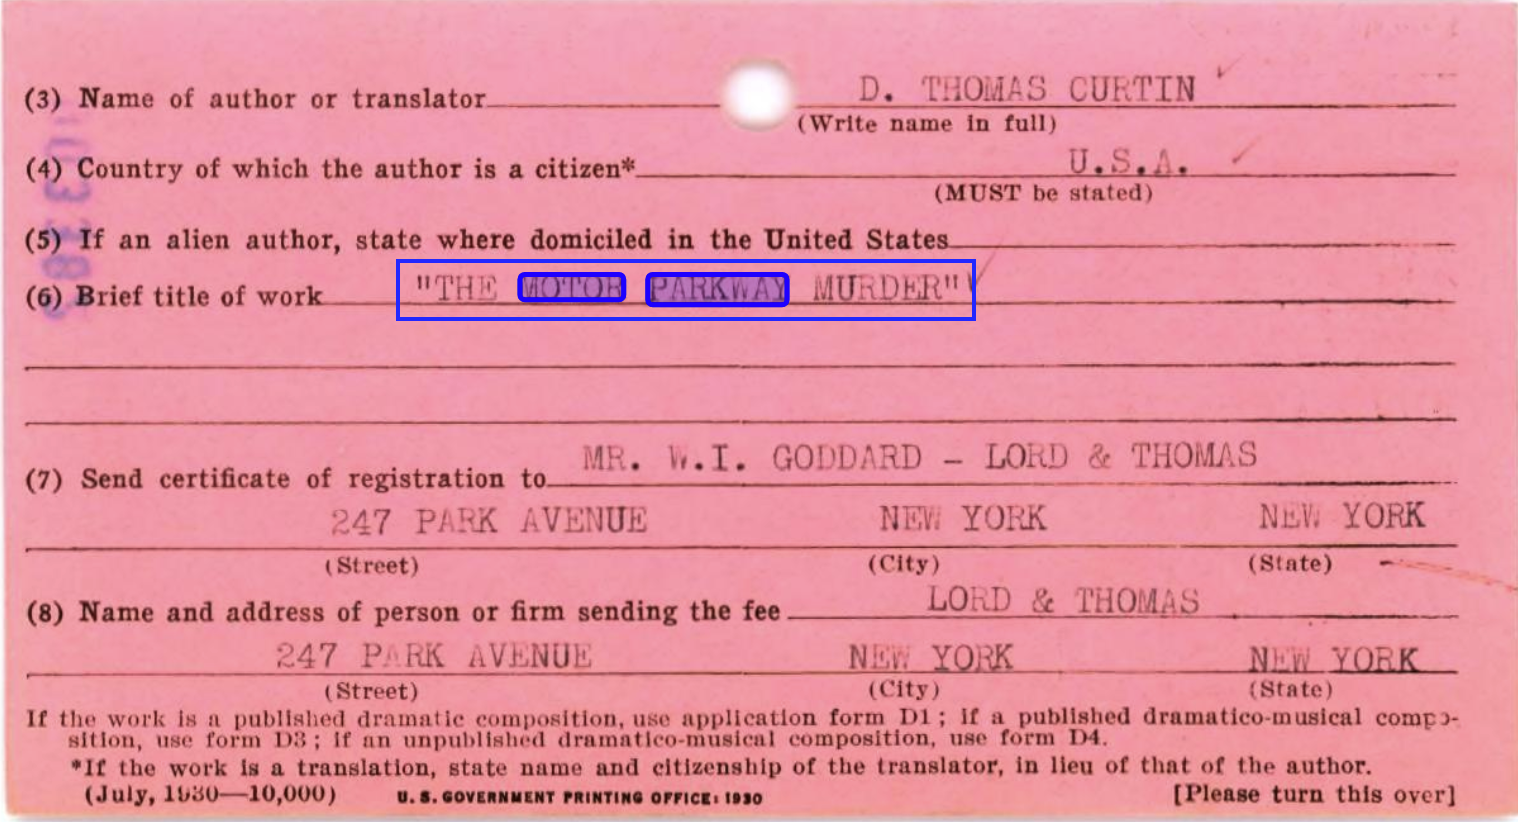 (3) Name of author or translator D. THOMAS CURTIN
(Write name in full)
(4) Country of which the author is a citizen* U.S.A.
(MUST be stated)
(5) If an alien author, state where domiciled in the United States
(6) Brief title of work "THE MOTOR PARKWAY MURDER"
(7) Send certificate of registration to MR. W.I. GODDARD - LORD & THOMAS
247 PARK AVENUE NEW YORK NEW YORK
(Street) (City) (State)
(8) Name and address of person or firm sending the fee LORD & THOMAS
247 PARK AVENUE NEW YORK NEW YORK
(Street) (City) (State)
If the work is a published dramatic composition, use application form D1; if a published dramatico-musical compo-
sition, use form D3; if an unpublished dramatico-musical composition, use form D4.
*If the work is a translation, state name and citizenship of the translator, in lieu of that of the author.
(July, 1930—10,000) U. S. GOVERNMENT PRINTING OFFICE: 1930 [Please turn this over]